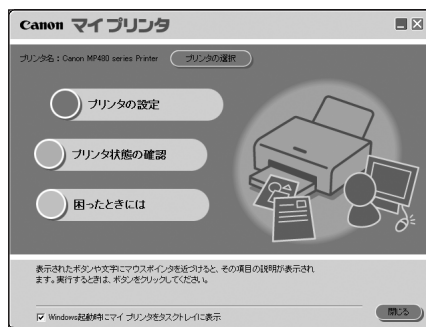 Canon マイ プリンタ
プリンタ名 : Canon MP480 series Printer
プリンタの選択
プリンタの設定
プリンタ状態の確認
困ったときには
表示されたボタンや文字にマウスポインタを近づけると、その項目の説明が表示され
ます。実行するときは、ボタンをクリックしてください。
Windows起動時にマイ プリンタをタスクトレイに表示
閉じる